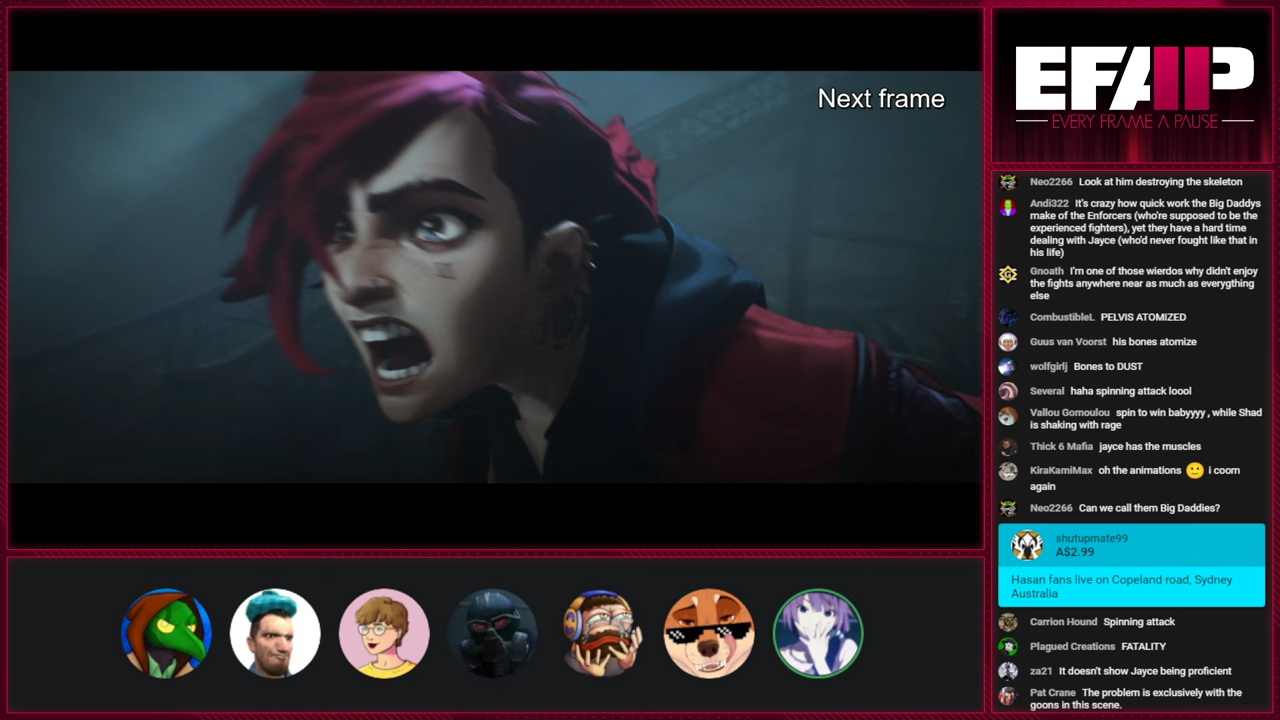 Next frame
EFAP
EVERY FRAME A PAUSE
Neo2266 Look at him destroying the skeleton
Andi322 It's crazy how quick work the Big Daddys
make of the Enforcers (who're supposed to be the
experienced fighters), yet they have a hard time
dealing with Jayce (who'd never fought like that in
his life)
Gnoath I'm one of those wierdos why didn't enjoy
the fights anywhere near as much as everygthing
else
CombustibleL PELVIS ATOMIZED
Guus van Voorst his bones atomize
wolfgirlj Bones to DUST
Several haha spinning attack loool
Vallou Gomoulou spin to win babyyyy , while Shad
is shaking with rage
Thick 6 Mafia jayce has the muscles
KiraKamiMax oh the animations 🙂 i coom
again
Neo2266 Can we call them Big Daddies?
shutupmate99
A$2.99
Hasan fans live on Copeland road, Sydney
Australia
Carrion Hound Spinning attack
Plagued Creations FATALITY
za21 It doesn't show Jayce being proficient
Pat Crane The problem is exclusively with the
goons in this scene.